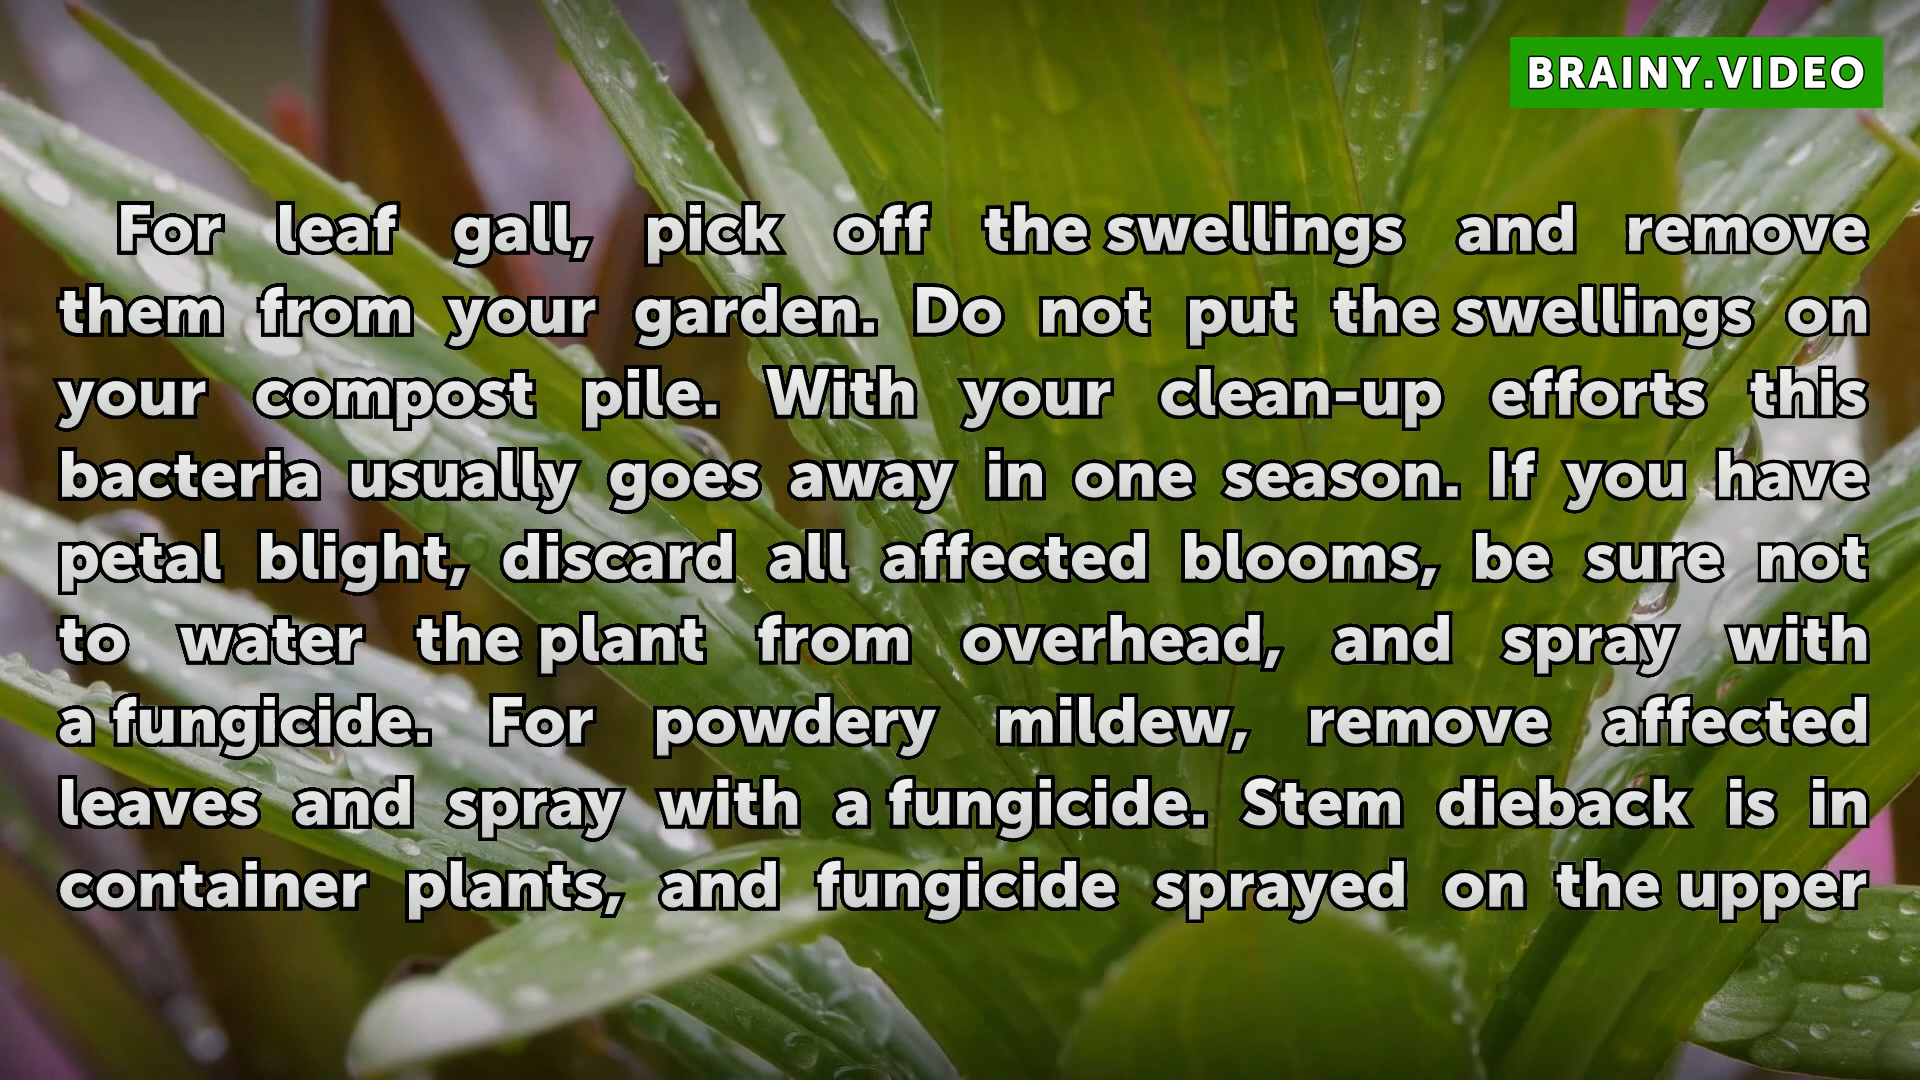 BRAINY.VIDEO
For leaf gall, pick off the swellings and remove
them from your garden. Do not put the swellings on
your compost pile. With your clean-up efforts this
bacteria usually goes away in one season. If you have
petal blight, discard all affected blooms, be sure not
to water the plant from overhead, and spray with
a fungicide. For powdery mildew, remove affected
leaves and spray with a fungicide. Stem dieback is in
container plants, and fungicide sprayed on the upper